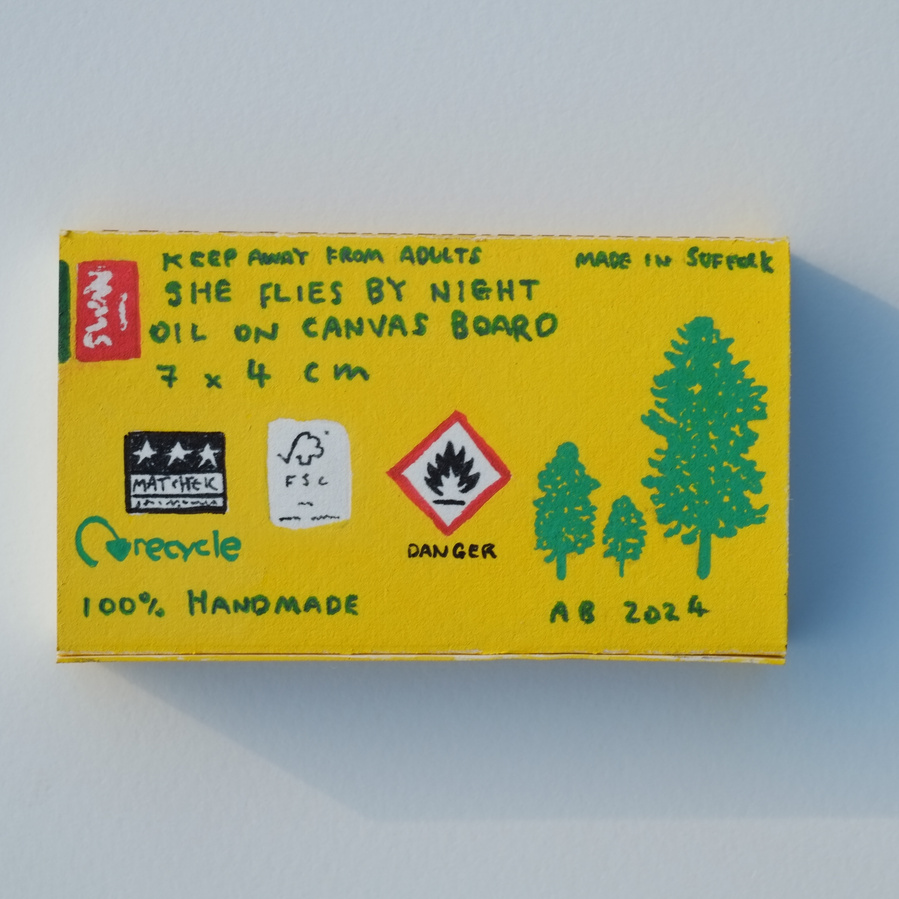 KEEP AWAY FROM ADULTS
MADE IN SUFFOLK
SHE FLIES BY NIGHT
OIL ON CANVAS BOARD
7 x 4 cm
SWAN
MATCHEK
FSC
DANGER
recycle
100% HANDMADE
AB 2024